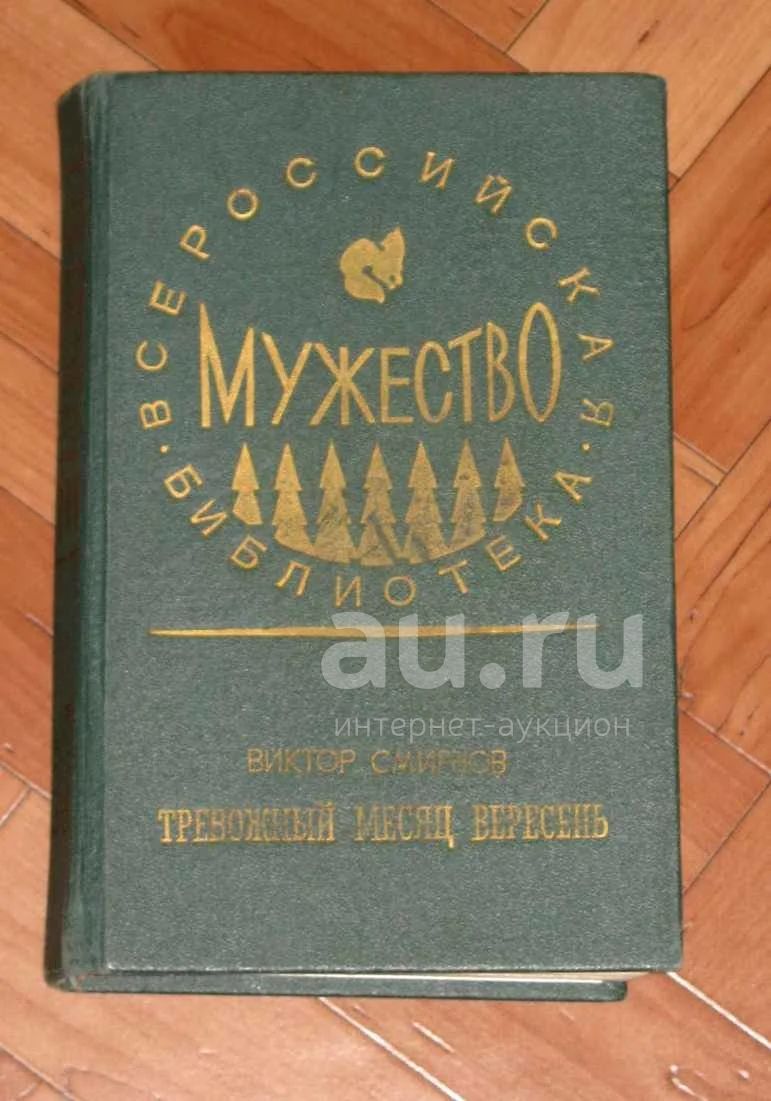 ВСЕРОССИЙСКАЯ
МУЖЕСТВО
· БИБЛИОТЕКА ·
au.ru
интернет-аукцион
ВИКТОР СМИРНОВ
ТРЕВОЖНЫЙ МЕСЯЦ ВЕРЕСЕНЬ